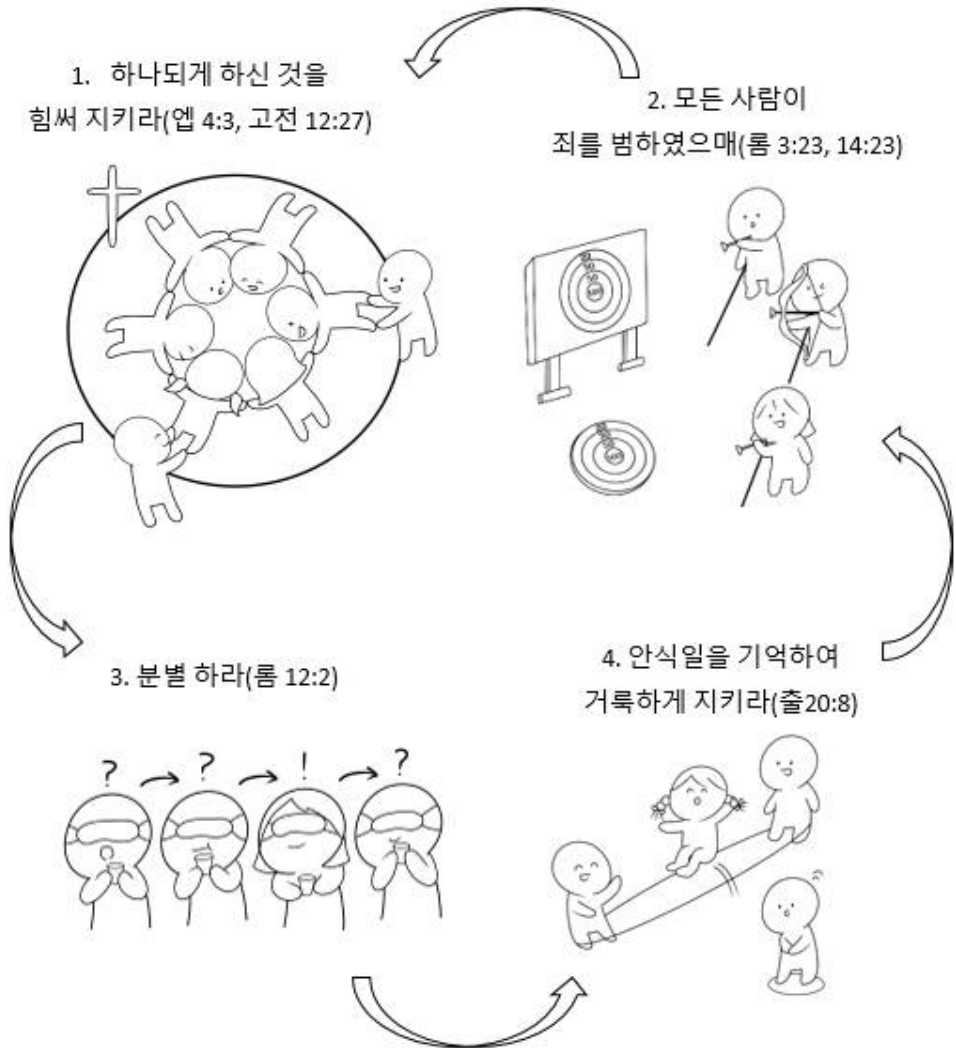 1. 하나되게 하신 것을
힘써 지키라(엡 4:3, 고전 12:27)
2. 모든 사람이
죄를 범하였으매(롬 3:23, 14:23)
3. 분별 하라(롬 12:2)
? ? ! ?
4. 안식일을 기억하여
거룩하게 지키라(출20:8)